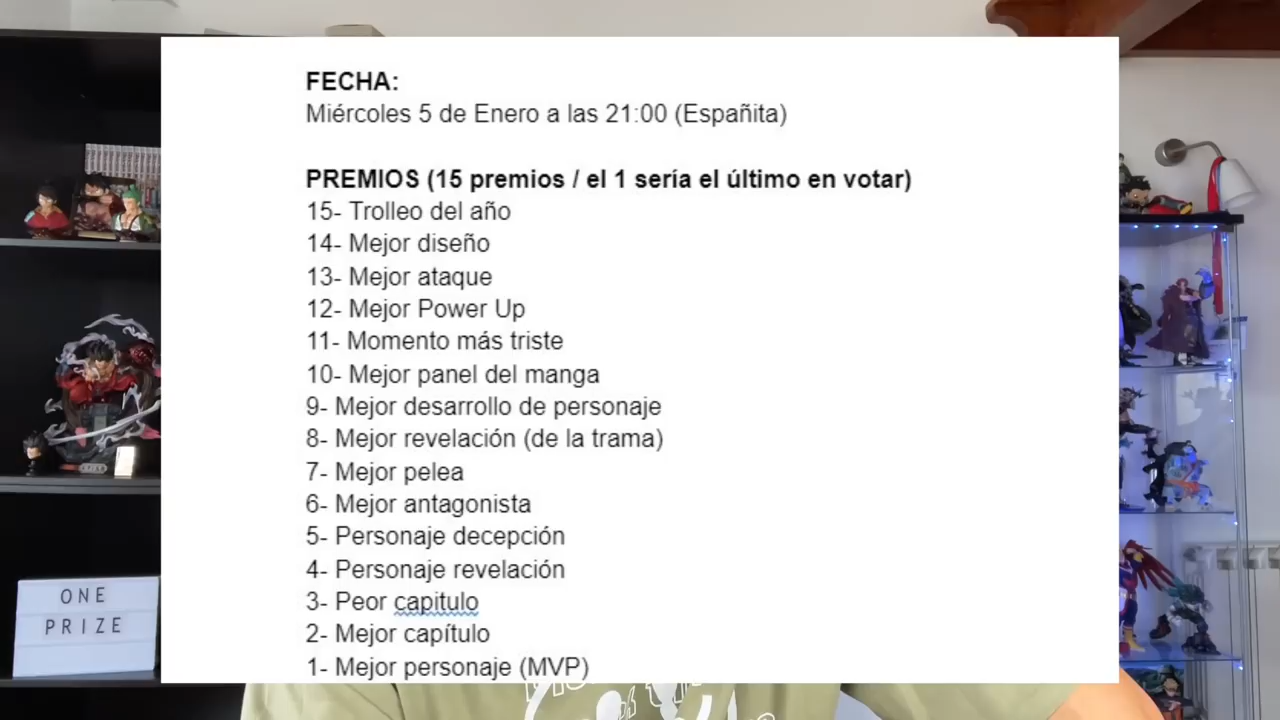 FECHA:
Miércoles 5 de Enero a las 21:00 (Españita)
PREMIOS (15 premios / el 1 sería el último en votar)
15- Trolleo del año
14- Mejor diseño
13- Mejor ataque
12- Mejor Power Up
11- Momento más triste
10- Mejor panel del manga
9- Mejor desarrollo de personaje
8- Mejor revelación (de la trama)
7- Mejor pelea
6- Mejor antagonista
5- Personaje decepción
4- Personaje revelación
3- Peor capitulo
2- Mejor capítulo
1- Mejor personaje (MVP)
ONE
PRIZE